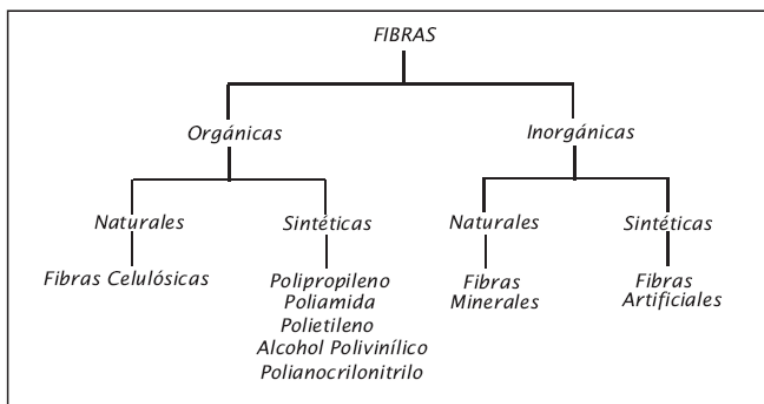 FIBRAS
Orgánicas
Inorgánicas
Naturales
Sintéticas
Naturales
Sintéticas
Fibras Celulósicas
Polipropileno
Poliamida
Polietileno
Alcohol Polivinílico
Polianocrilonitrilo
Fibras
Minerales
Fibras
Artificiales